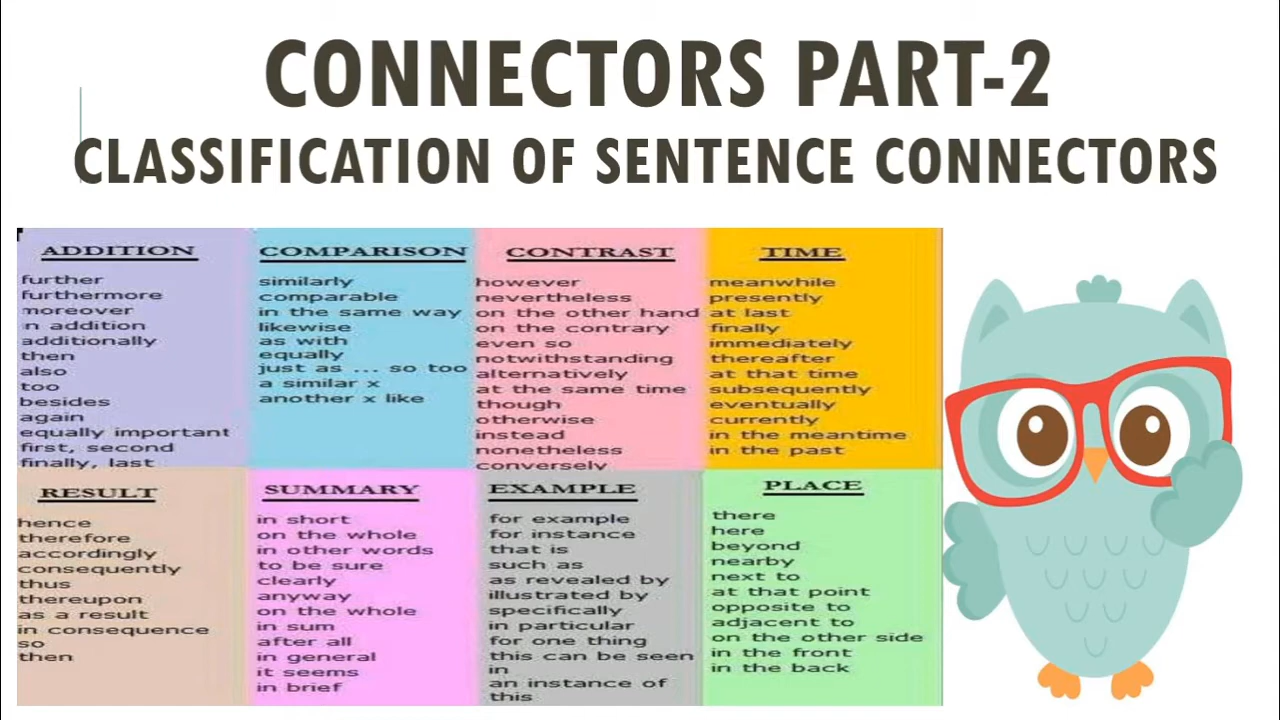 CONNECTORS PART-2
CLASSIFICATION OF SENTENCE CONNECTORS
ADDITION
further
furthermore
moreover
n addition
additionally
then
also
too
besides
again
equally important
first, second
finally, last
COMPARISON
similarly
comparable
in the same way
likewise
as with
equally
just as ... so too
a similar x
another x like
CONTRAST
however
nevertheless
on the other hand
on the contrary
even so
notwithstanding
alternatively
at the same time
though
otherwise
instead
nonetheless
conversely
TIME
meanwhile
presently
at last
finally
immediately
thereafter
at that time
subsequently
eventually
currently
in the meantime
in the past
RESULT
hence
therefore
accordingly
consequently
thus
thereupon
as a result
in consequence
so
then
SUMMARY
in short
on the whole
in other words
to be sure
clearly
anyway
on the whole
in sum
after all
in general
it seems
in brief
EXAMPLE
for example
for instance
that is
such as
as revealed by
illustrated by
specifically
in particular
for one thing
this can be seen
in
an instance of
this
PLACE
there
here
beyond
nearby
next to
at that point
opposite to
adjacent to
on the other side
in the front
in the back